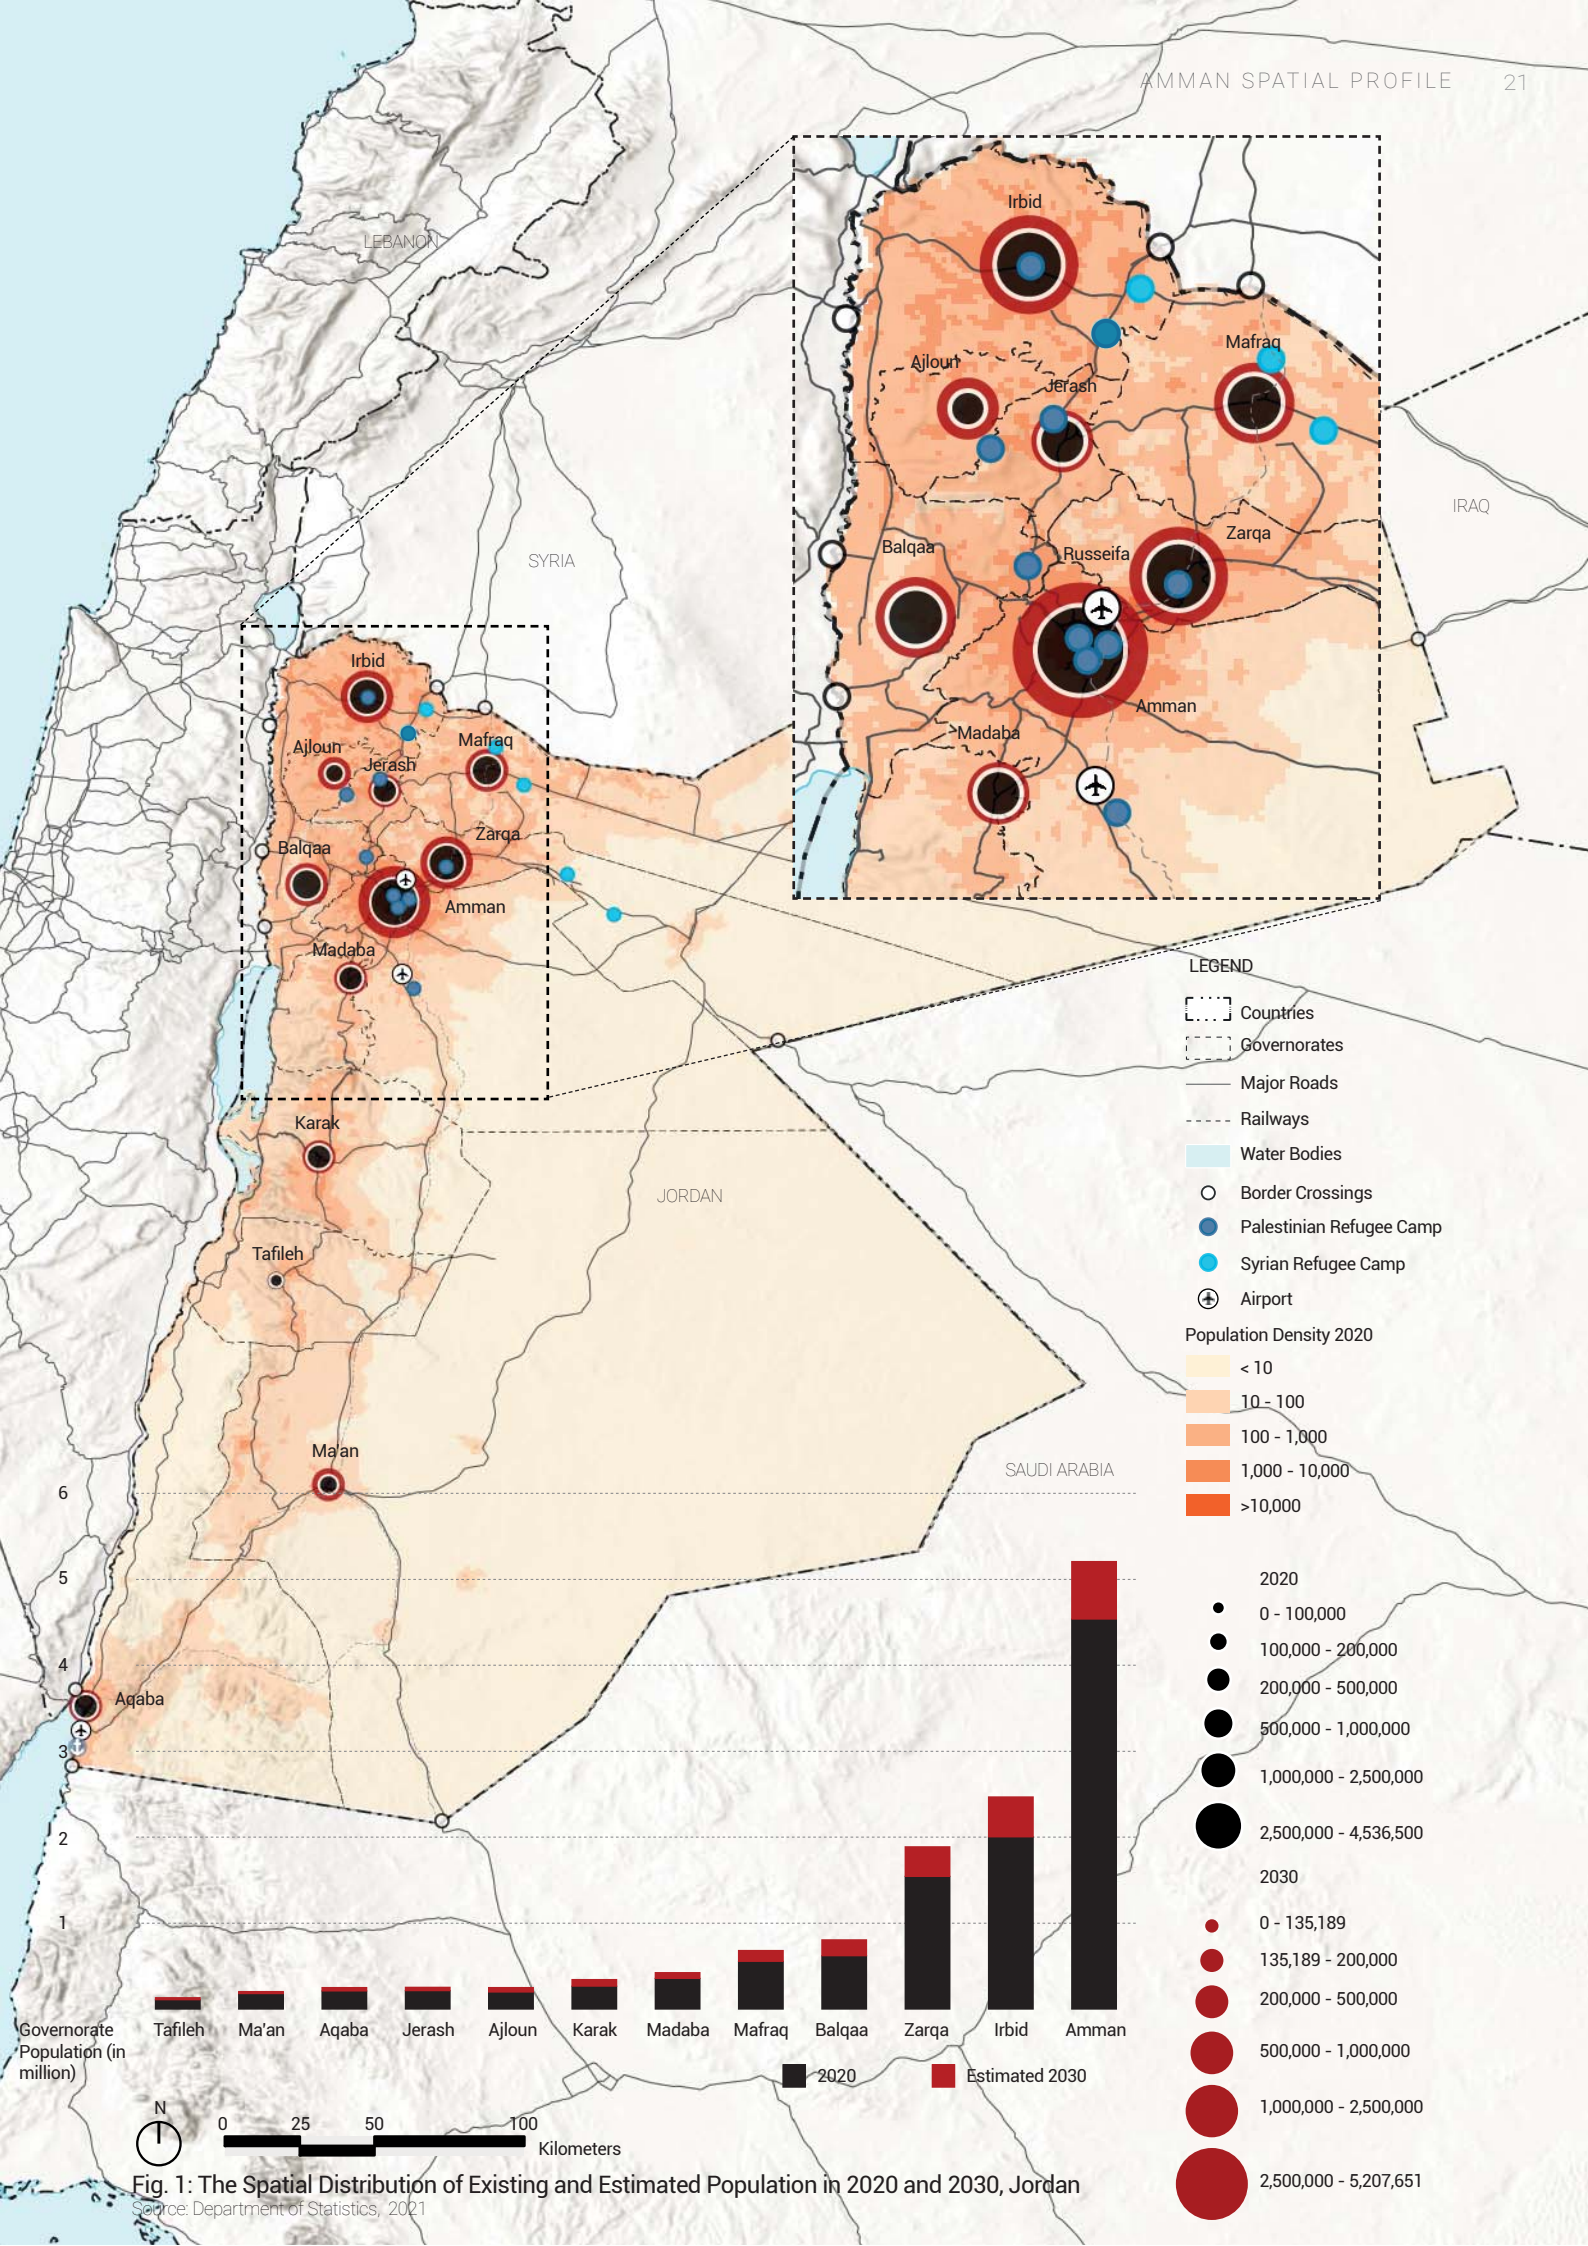 AMMAN SPATIAL PROFILE 21
LEBANON
SYRIA
IRAQ
JORDAN
SAUDI ARABIA
Irbid
Ajloun
Jerash
Mafraq
Balqaa
Russeifa
Zarqa
Amman
Madaba
Irbid
Ajloun
Jerash
Mafraq
Balqaa
Zarqa
Amman
Madaba
Karak
Tafileh
Ma'an
Aqaba
LEGEND
Countries
Governorates
Major Roads
Railways
Water Bodies
Border Crossings
Palestinian Refugee Camp
Syrian Refugee Camp
Airport
Population Density 2020
< 10
10 - 100
100 - 1,000
1,000 - 10,000
>10,000
2020
0 - 100,000
100,000 - 200,000
200,000 - 500,000
500,000 - 1,000,000
1,000,000 - 2,500,000
2,500,000 - 4,536,500
2030
0 - 135,189
135,189 - 200,000
200,000 - 500,000
500,000 - 1,000,000
1,000,000 - 2,500,000
2,500,000 - 5,207,651
6
5
4
3
2
1
Governorate
Population (in
million)
Tafileh Ma'an Aqaba Jerash Ajloun Karak Madaba Mafraq Balqaa Zarqa Irbid Amman
2020 Estimated 2030
N
0 25 50 100
Kilometers
Fig. 1: The Spatial Distribution of Existing and Estimated Population in 2020 and 2030, Jordan
Source: Department of Statistics, 2021